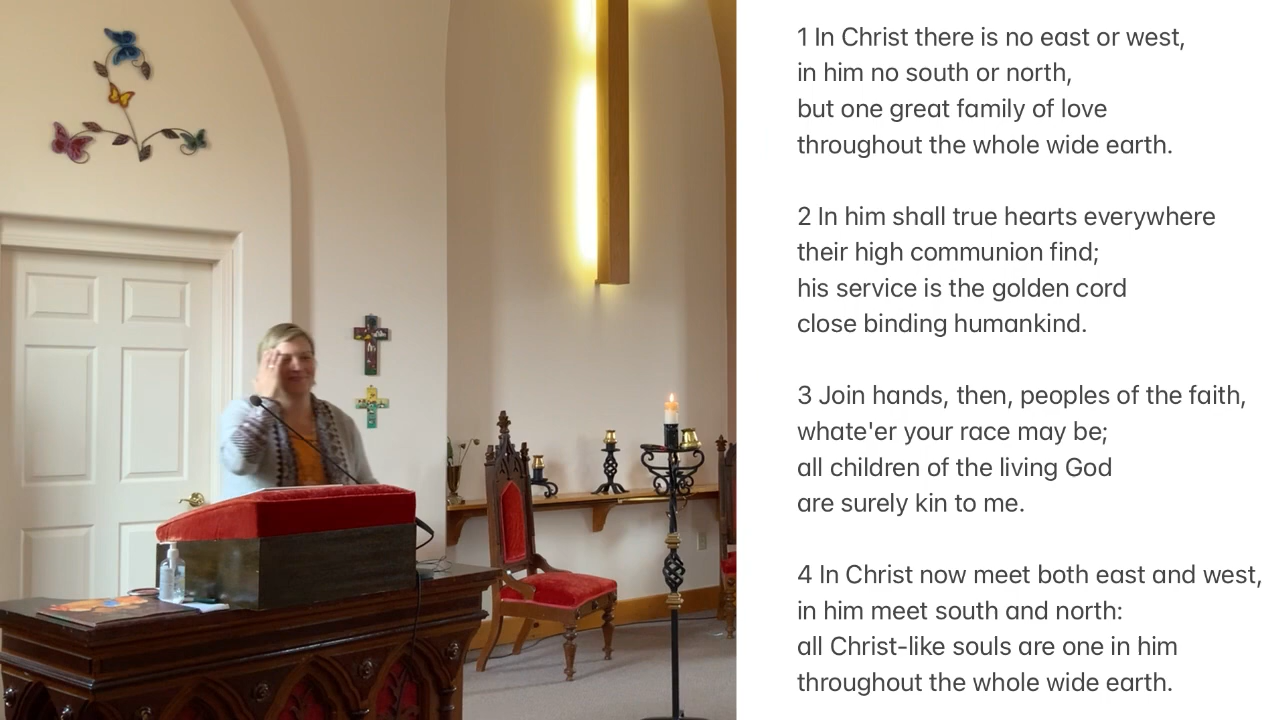 1 In Christ there is no east or west,
in him no south or north,
but one great family of love
throughout the whole wide earth.
2 In him shall true hearts everywhere
their high communion find;
his service is the golden cord
close binding humankind.
3 Join hands, then, peoples of the faith,
whate'er your race may be;
all children of the living God
are surely kin to me.
4 In Christ now meet both east and west,
in him meet south and north:
all Christ-like souls are one in him
throughout the whole wide earth.